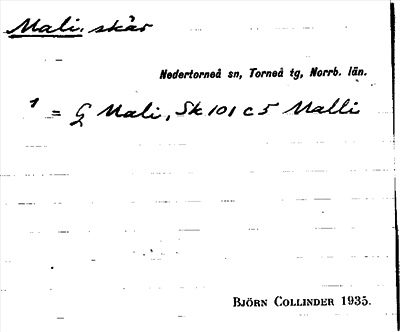 Mali: skär
Nedertorneå sn, Torneå tg, Norrb. län.
1 = G Mali, Sk 101 c 5 Malli
BJÖRN COLLINDER 1935.